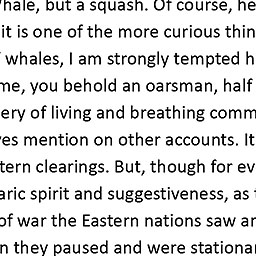 Whale, but a squash. Of course, he
it is one of the more curious thin
whales, I am strongly tempted h
me, you behold an oarsman, half
ery of living and breathing comm
ves mention on other accounts. It
tern clearings. But, though for ev
aric spirit and suggestiveness, as
of war the Eastern nations saw an
n they paused and were stationa